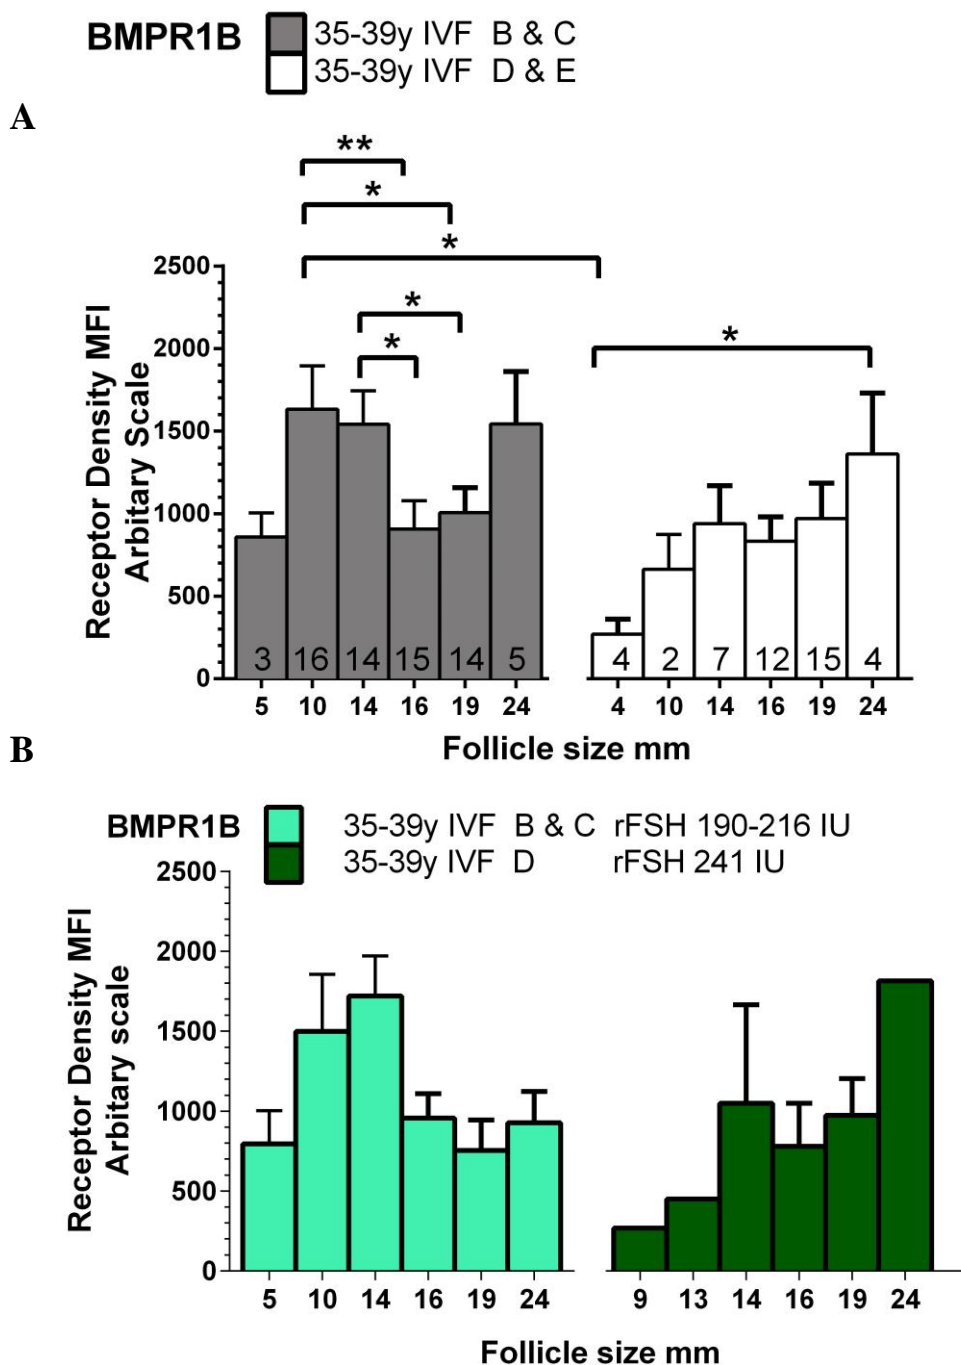 BMPR1B 35-39y IVF B & C
35-39y IVF D & E
A
**
*
*
*
*
*
2500
2000
1500
1000
500
0
Receptor Density MFI
Arbitary Scale
3 16 14 15 14 5 4 2 7 12 15 4
5 10 14 16 19 24 4 10 14 16 19 24
Follicle size mm
B
BMPR1B 35-39y IVF B & C rFSH 190-216 IU
35-39y IVF D rFSH 241 IU
2500
2000
1500
1000
500
0
Receptor Density MFI
Arbitary scale
5 10 14 16 19 24 9 13 14 16 19 24
Follicle size mm